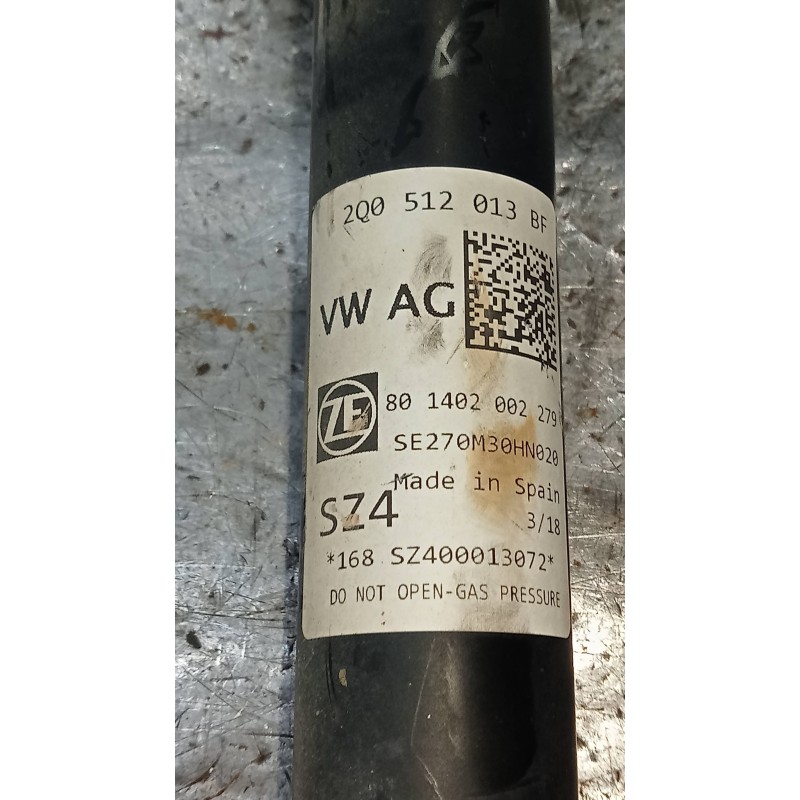 2Q0 512 013 BF
VW AG
ZF
80 1402 002 279
SE270M30HN020
Made in Spain
SZ4
3/18
*168 SZ400013072*
DO NOT OPEN-GAS PRESSURE